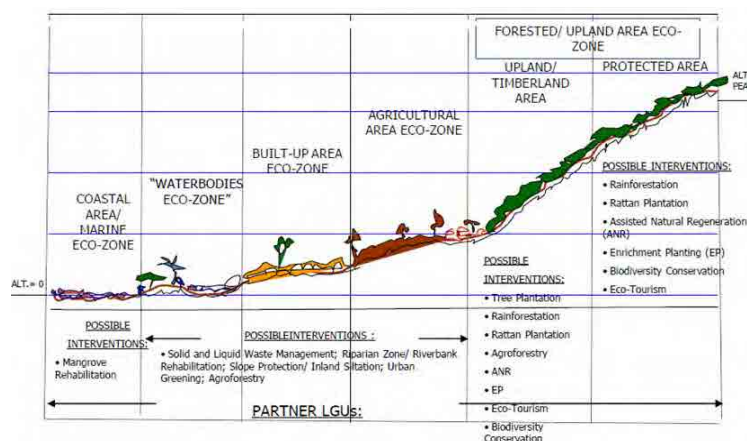 FORESTED/ UPLAND AREA ECO-
ZONE
UPLAND/
TIMBERLAND
AREA
PROTECTED AREA
ALT.
PEA
AGRICULTURAL
AREA ECO-ZONE
BUILT-UP AREA
ECO-ZONE
"WATERBODIES
ECO-ZONE"
COASTAL
AREA/
MARINE
ECO-ZONE
ALT.= 0
POSSIBLE INTERVENTIONS:
• Rainforestation
• Rattan Plantation
• Assisted Natural Regeneration
(ANR)
• Enrichment Planting (EP)
• Biodiversity Conservation
• Eco-Tourism
POSSIBLE
INTERVENTIONS:
• Tree Plantation
• Rainforestation
• Rattan Plantation
• Agroforestry
• ANR
• EP
• Eco-Tourism
• Biodiversity
Conservation
POSSIBLE
INTERVENTIONS:
• Mangrove
Rehabilitation
POSSIBLEINTERVENTIONS :
• Solid and Liquid Waste Management; Riparian Zone/ Riverbank
Rehabilitation; Slope Protection/ Inland Siltation; Urban
Greening; Agroforestry
PARTNER LGUs: